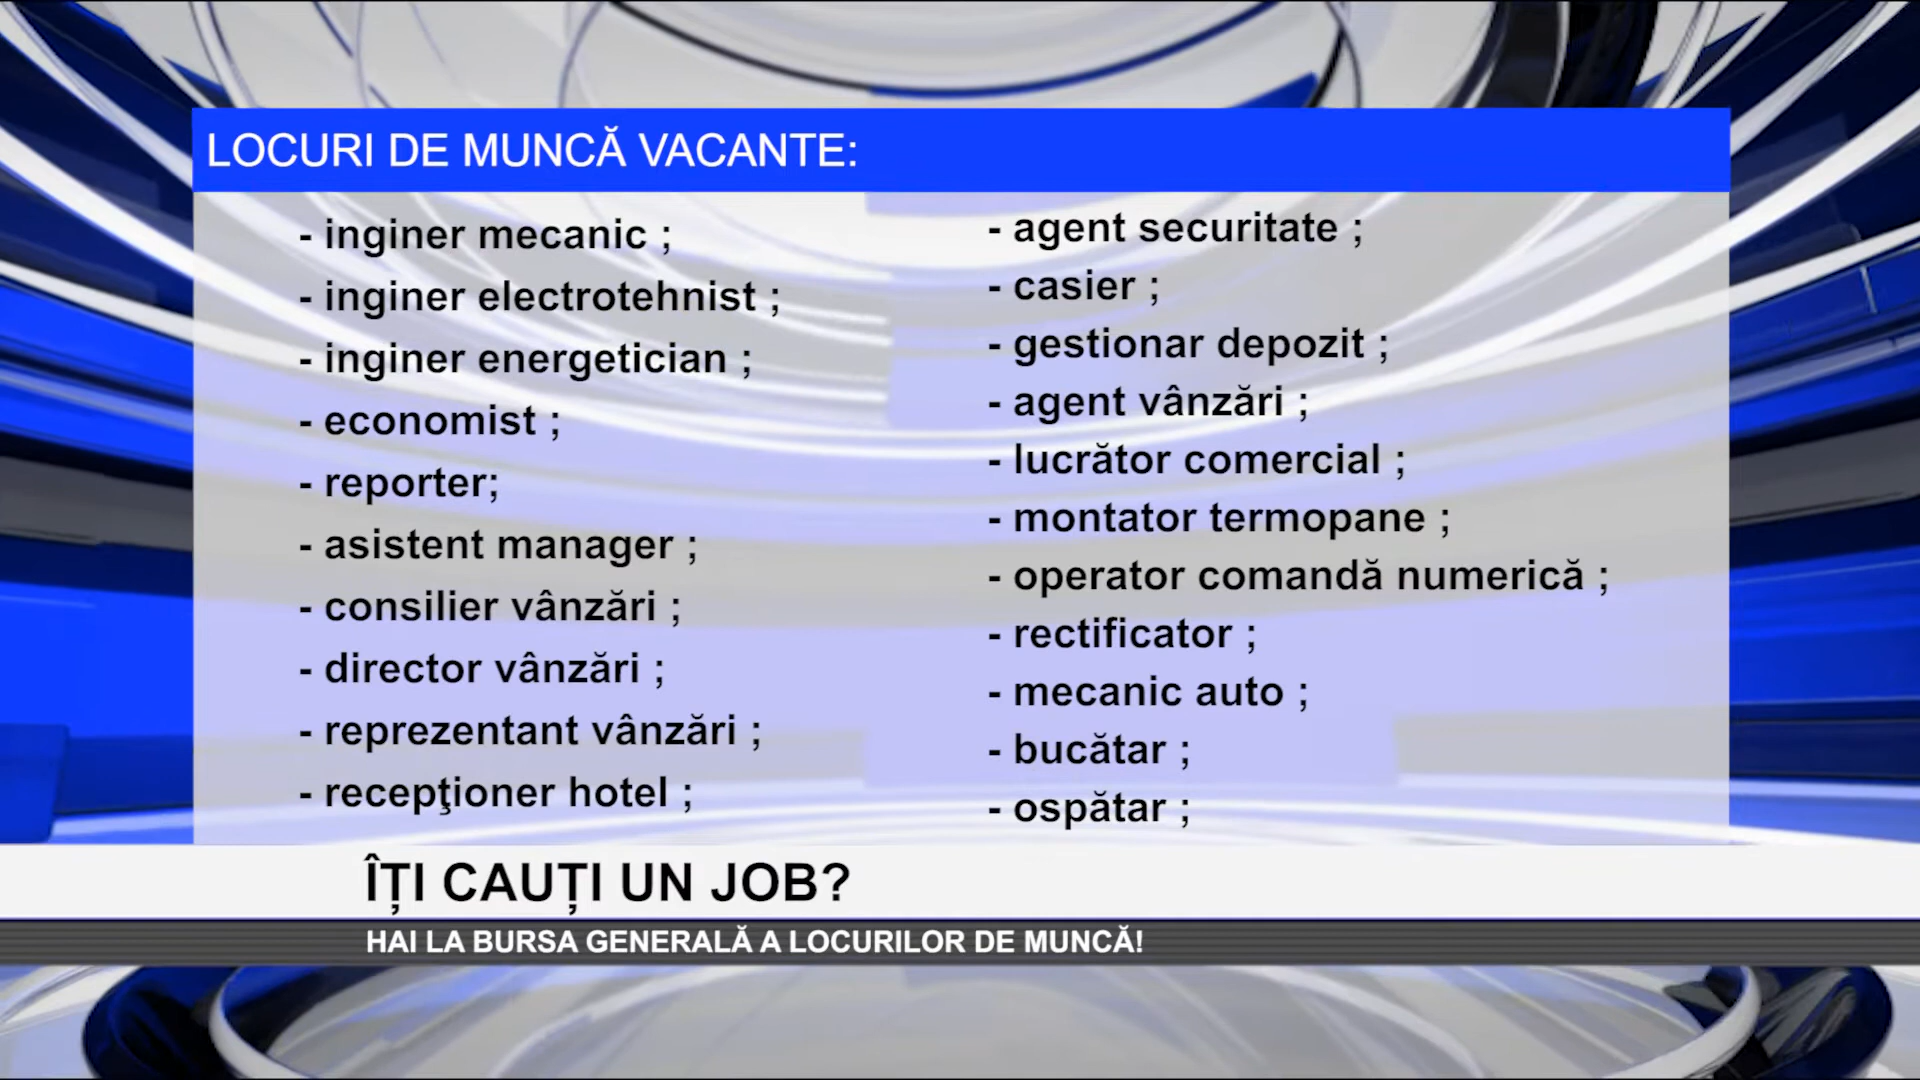 LOCURI DE MUNCĂ VACANTE:
- inginer mecanic ;
- inginer electrotehnist ;
- inginer energetician ;
- economist ;
- reporter;
- asistent manager ;
- consilier vânzări ;
- director vânzări ;
- reprezentant vânzări ;
- recepţioner hotel ;
- agent securitate ;
- casier ;
- gestionar depozit ;
- agent vânzări ;
- lucrător comercial ;
- montator termopane ;
- operator comandă numerică ;
- rectificator ;
- mecanic auto ;
- bucătar ;
- ospătar ;
ÎȚI CAUȚI UN JOB?
HAI LA BURSA GENERALĂ A LOCURILOR DE MUNCĂ!